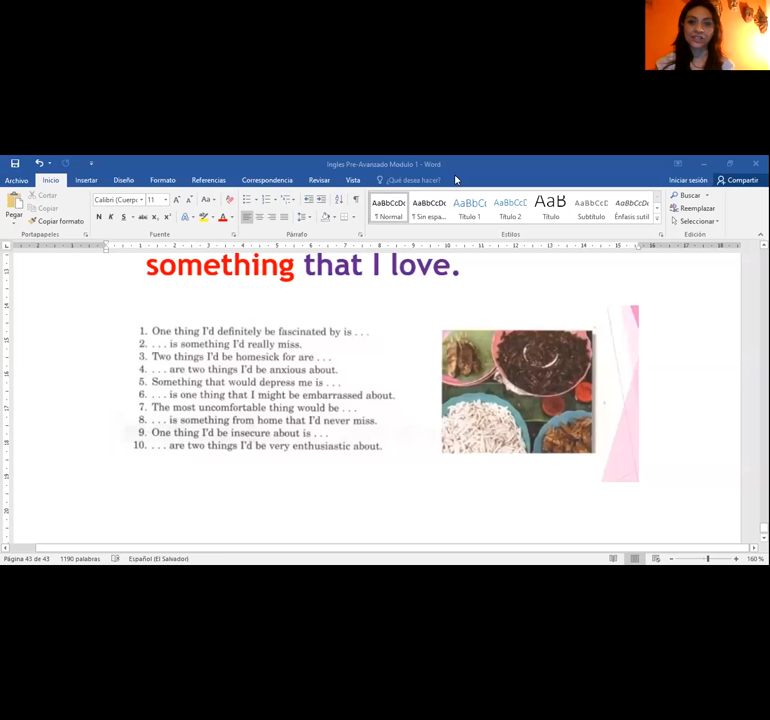 Ingles Pre-Avanzado Modulo 1 - Word
Archivo Inicio Insertar Diseño Formato Referencias Correspondencia Revisar Vista ¿Qué desea hacer? Iniciar sesión Compartir
Pegar
Cortar
Copiar
Copiar formato
Portapapeles
Calibri (Cuerpo 11
N K S abc X₂ X²
Fuente
Párrafo
AaBbCcDc AaBbCcDc AaBbCc AaBbCcC AaB AaBbCcD AaBbCcDc
¶ Normal ¶ Sin espa... Título 1 Título 2 Título Subtítulo Énfasis sutil
Estilos
Buscar
Reemplazar
Seleccionar
Edición
something that I love.
1. One thing I'd definitely be fascinated by is . . .
2. . . . is something I'd really miss.
3. Two things I'd be homesick for are . . .
4. . . . are two things I'd be anxious about.
5. Something that would depress me is . . .
6. . . . is one thing that I might be embarrassed about.
7. The most uncomfortable thing would be . . .
8. . . . is something from home that I'd never miss.
9. One thing I'd be insecure about is . . .
10. . . . are two things I'd be very enthusiastic about.
Página 43 de 43 1190 palabras Español (El Salvador) 160 %